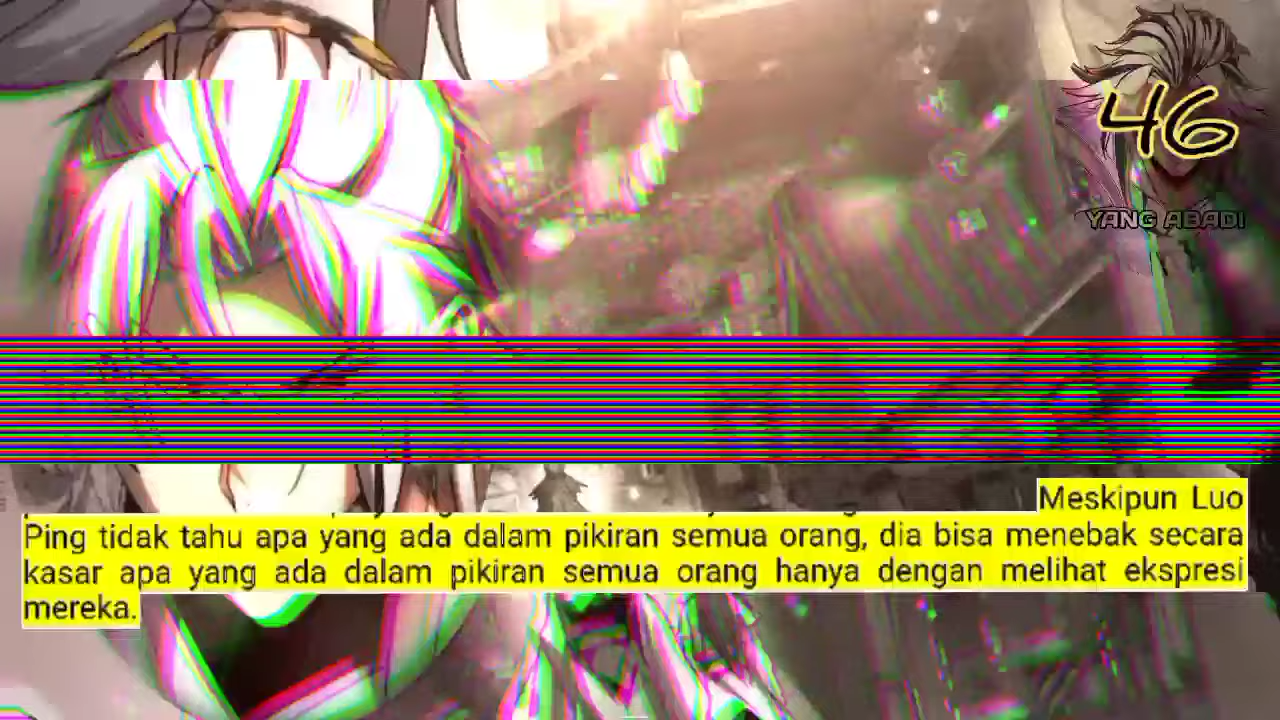 46
YANG ABADI
Meskipun Luo
Ping tidak tahu apa yang ada dalam pikiran semua orang, dia bisa menebak secara
kasar apa yang ada dalam pikiran semua orang hanya dengan melihat ekspresi
mereka.